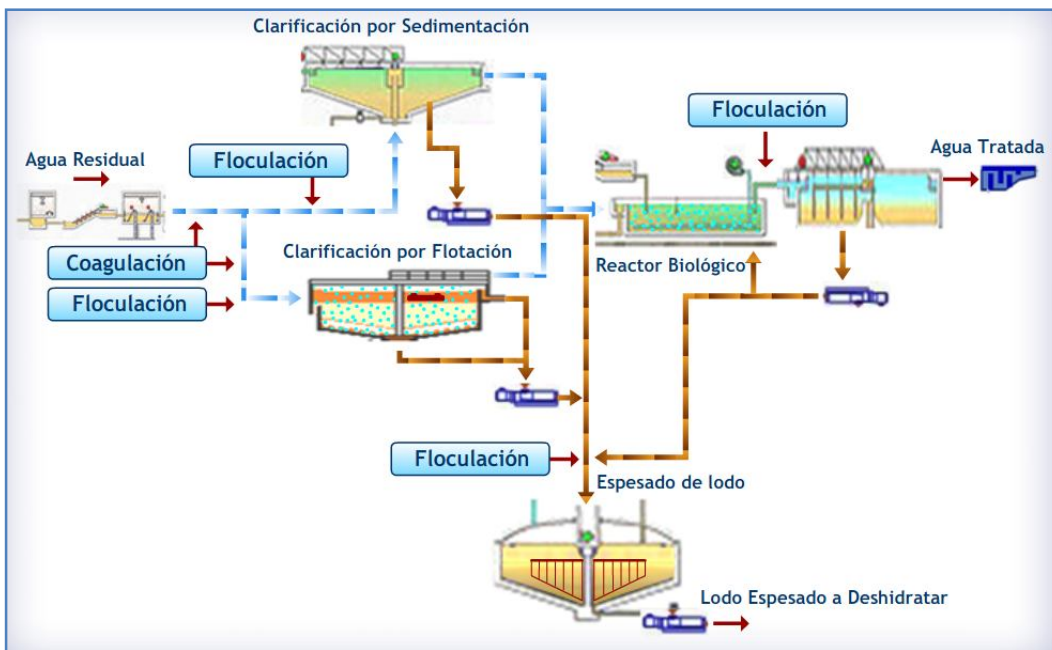 Clarificación por Sedimentación
Floculación
Agua Residual
Floculación
Agua Tratada
Coagulación
Clarificación por Flotación
Reactor Biológico
Floculación
Floculación
Espesado de lodo
Lodo Espesado a Deshidratar